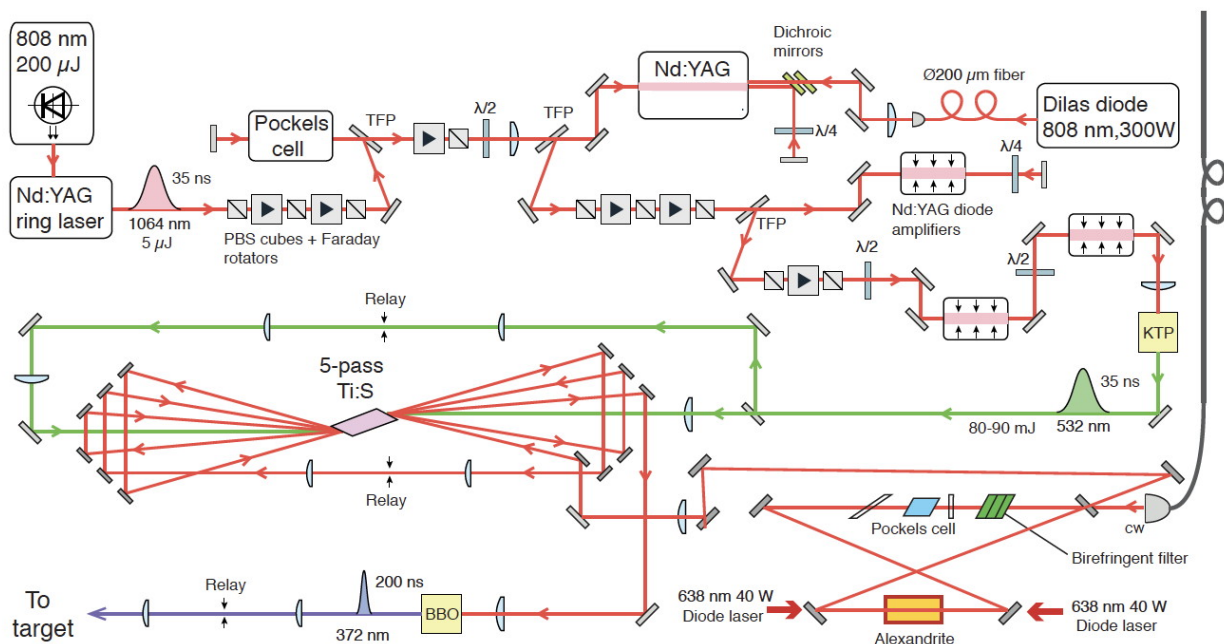 808 nm
200 µJ
Nd:YAG
ring laser
35 ns
1064 nm
5 µJ
PBS cubes + Faraday
rotators
Pockels
cell
TFP
λ/2
TFP
Nd:YAG
Dichroic
mirrors
λ/4
Ø200 µm fiber
Dilas diode
808 nm,300W
TFP
Nd:YAG diode
amplifiers
λ/4
λ/2
λ/2
KTP
35 ns
80-90 mJ
532 nm
Relay
5-pass
Ti:S
Relay
Pockels cell
Birefringent filter
cw
638 nm 40 W
Diode laser
Alexandrite
638 nm 40 W
Diode laser
To
target
Relay
200 ns
372 nm
BBO